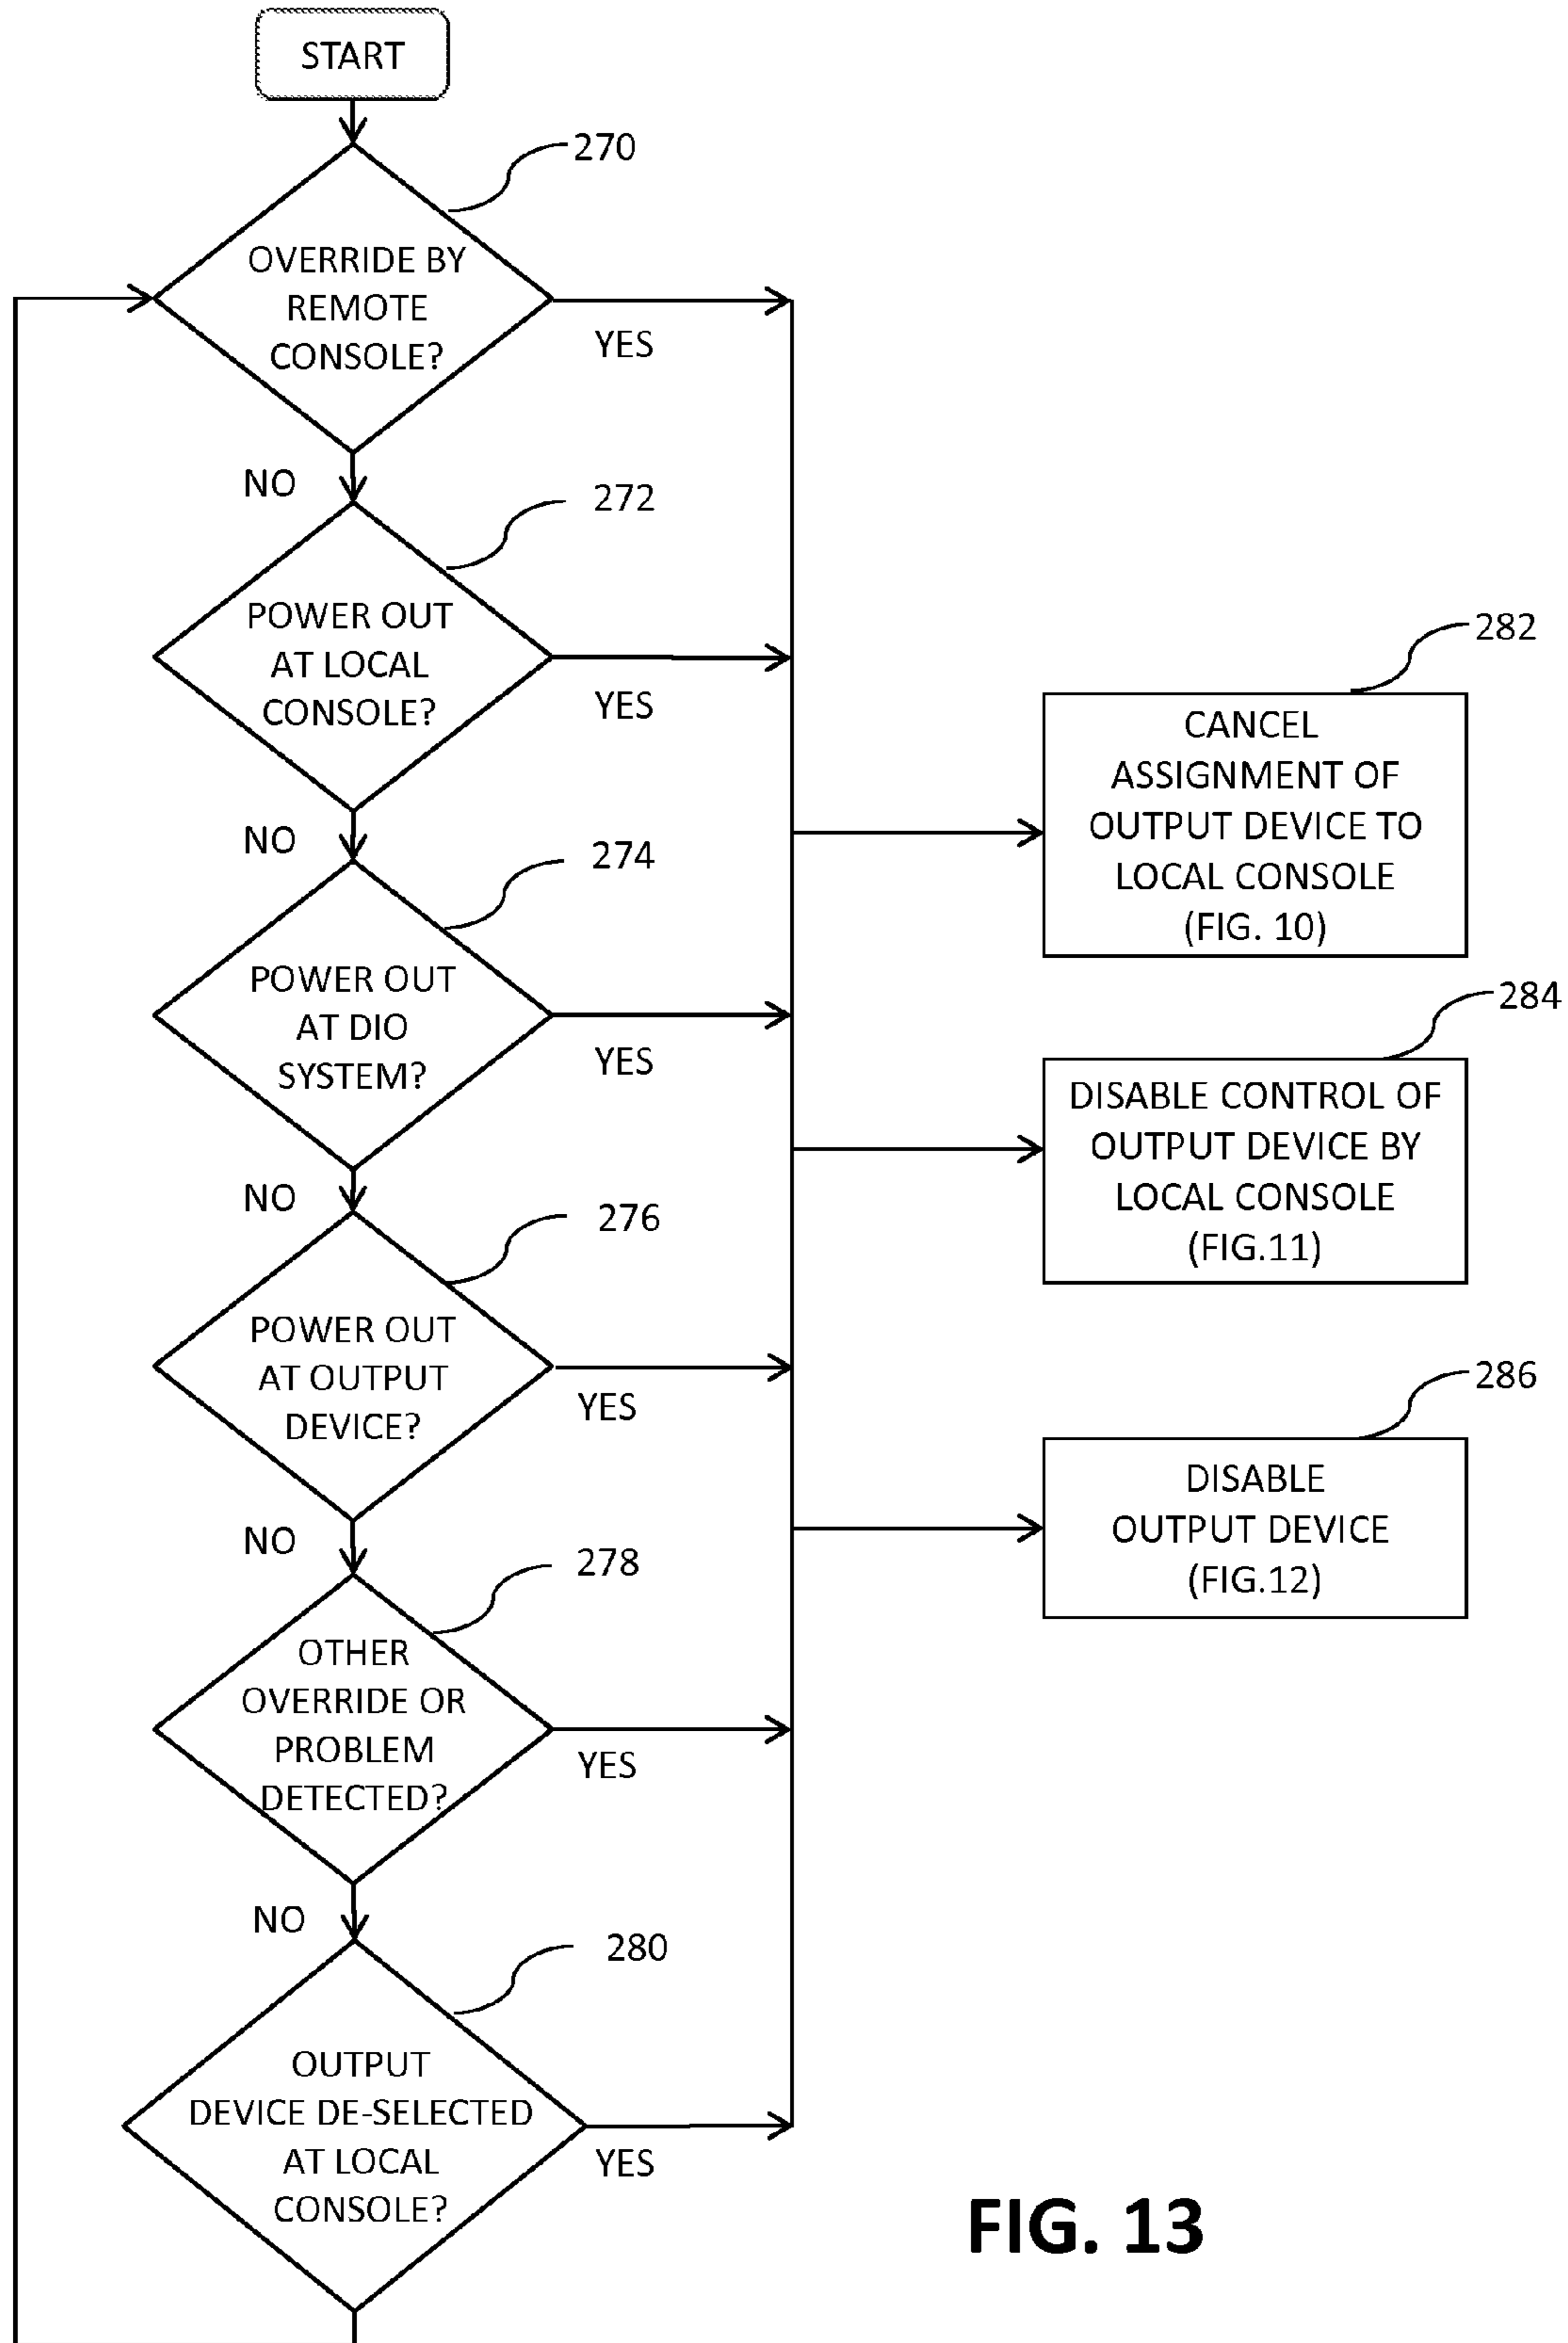 START
270
OVERRIDE BY
REMOTE
CONSOLE?
YES
NO
272
POWER OUT
AT LOCAL
CONSOLE?
YES
NO
274
POWER OUT
AT DIO
SYSTEM?
YES
NO
276
POWER OUT
AT OUTPUT
DEVICE?
YES
NO
278
OTHER
OVERRIDE OR
PROBLEM
DETECTED?
YES
NO
280
OUTPUT
DEVICE DE-SELECTED
AT LOCAL
CONSOLE?
YES
282
CANCEL
ASSIGNMENT OF
OUTPUT DEVICE TO
LOCAL CONSOLE
(FIG. 10)
284
DISABLE CONTROL OF
OUTPUT DEVICE BY
LOCAL CONSOLE
(FIG.11)
286
DISABLE
OUTPUT DEVICE
(FIG.12)
FIG. 13